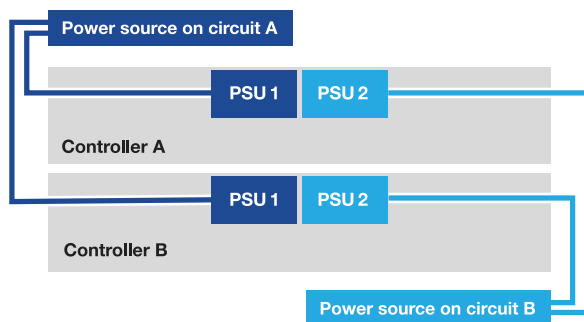 Power source on circuit A
PSU 1
PSU 2
Controller A
PSU 1
PSU 2
Controller B
Power source on circuit B